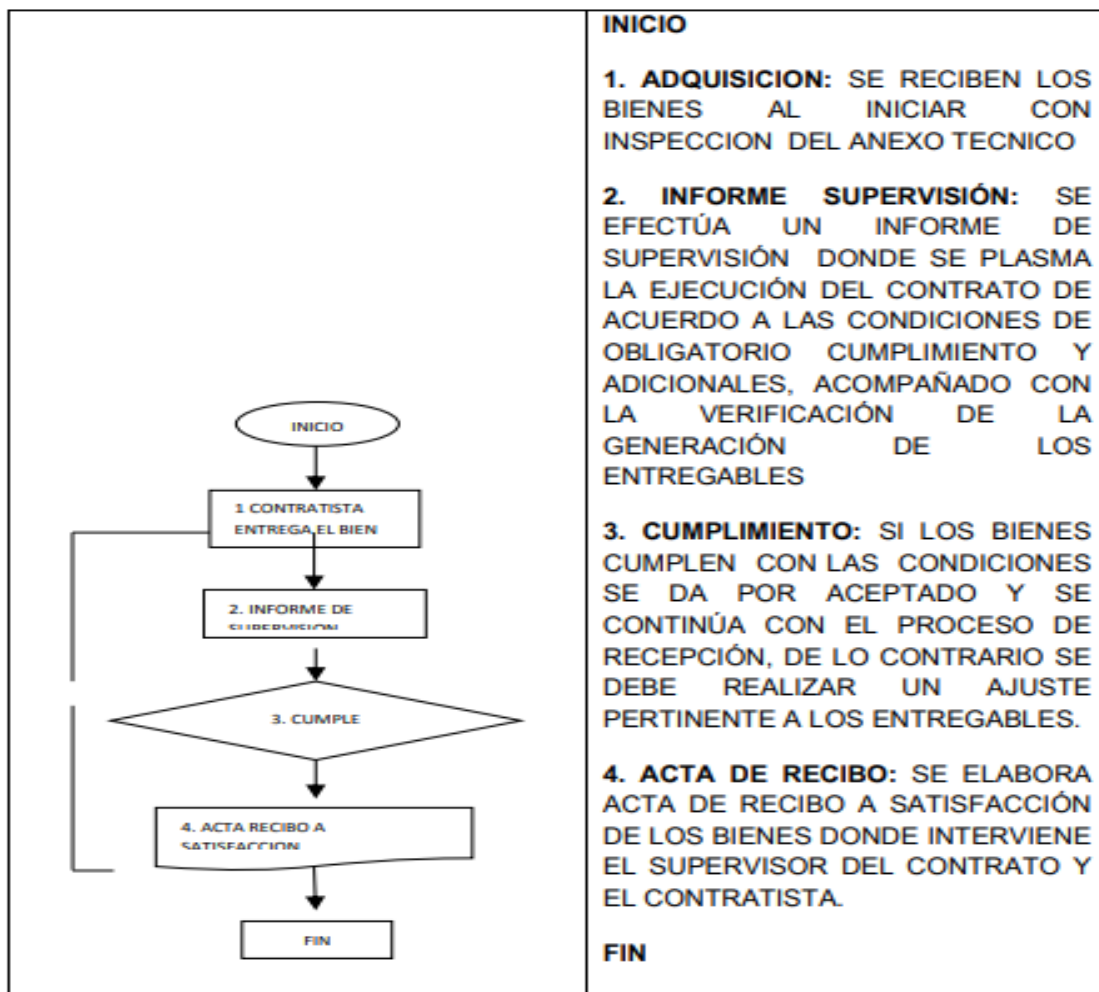 INICIO
1 CONTRATISTA
ENTREGA EL BIEN
2. INFORME DE
SUPERVISION
3. CUMPLE
4. ACTA RECIBO A
SATISFACCION
FIN
INICIO
1. ADQUISICION: SE RECIBEN LOS
BIENES AL INICIAR CON
INSPECCION DEL ANEXO TECNICO
2. INFORME SUPERVISIÓN: SE
EFECTÚA UN INFORME DE
SUPERVISIÓN DONDE SE PLASMA
LA EJECUCIÓN DEL CONTRATO DE
ACUERDO A LAS CONDICIONES DE
OBLIGATORIO CUMPLIMIENTO Y
ADICIONALES, ACOMPAÑADO CON
LA VERIFICACIÓN DE LA
GENERACIÓN DE LOS
ENTREGABLES
3. CUMPLIMIENTO: SI LOS BIENES
CUMPLEN CON LAS CONDICIONES
SE DA POR ACEPTADO Y SE
CONTINÚA CON EL PROCESO DE
RECEPCIÓN, DE LO CONTRARIO SE
DEBE REALIZAR UN AJUSTE
PERTINENTE A LOS ENTREGABLES.
4. ACTA DE RECIBO: SE ELABORA
ACTA DE RECIBO A SATISFACCIÓN
DE LOS BIENES DONDE INTERVIENE
EL SUPERVISOR DEL CONTRATO Y
EL CONTRATISTA.
FIN